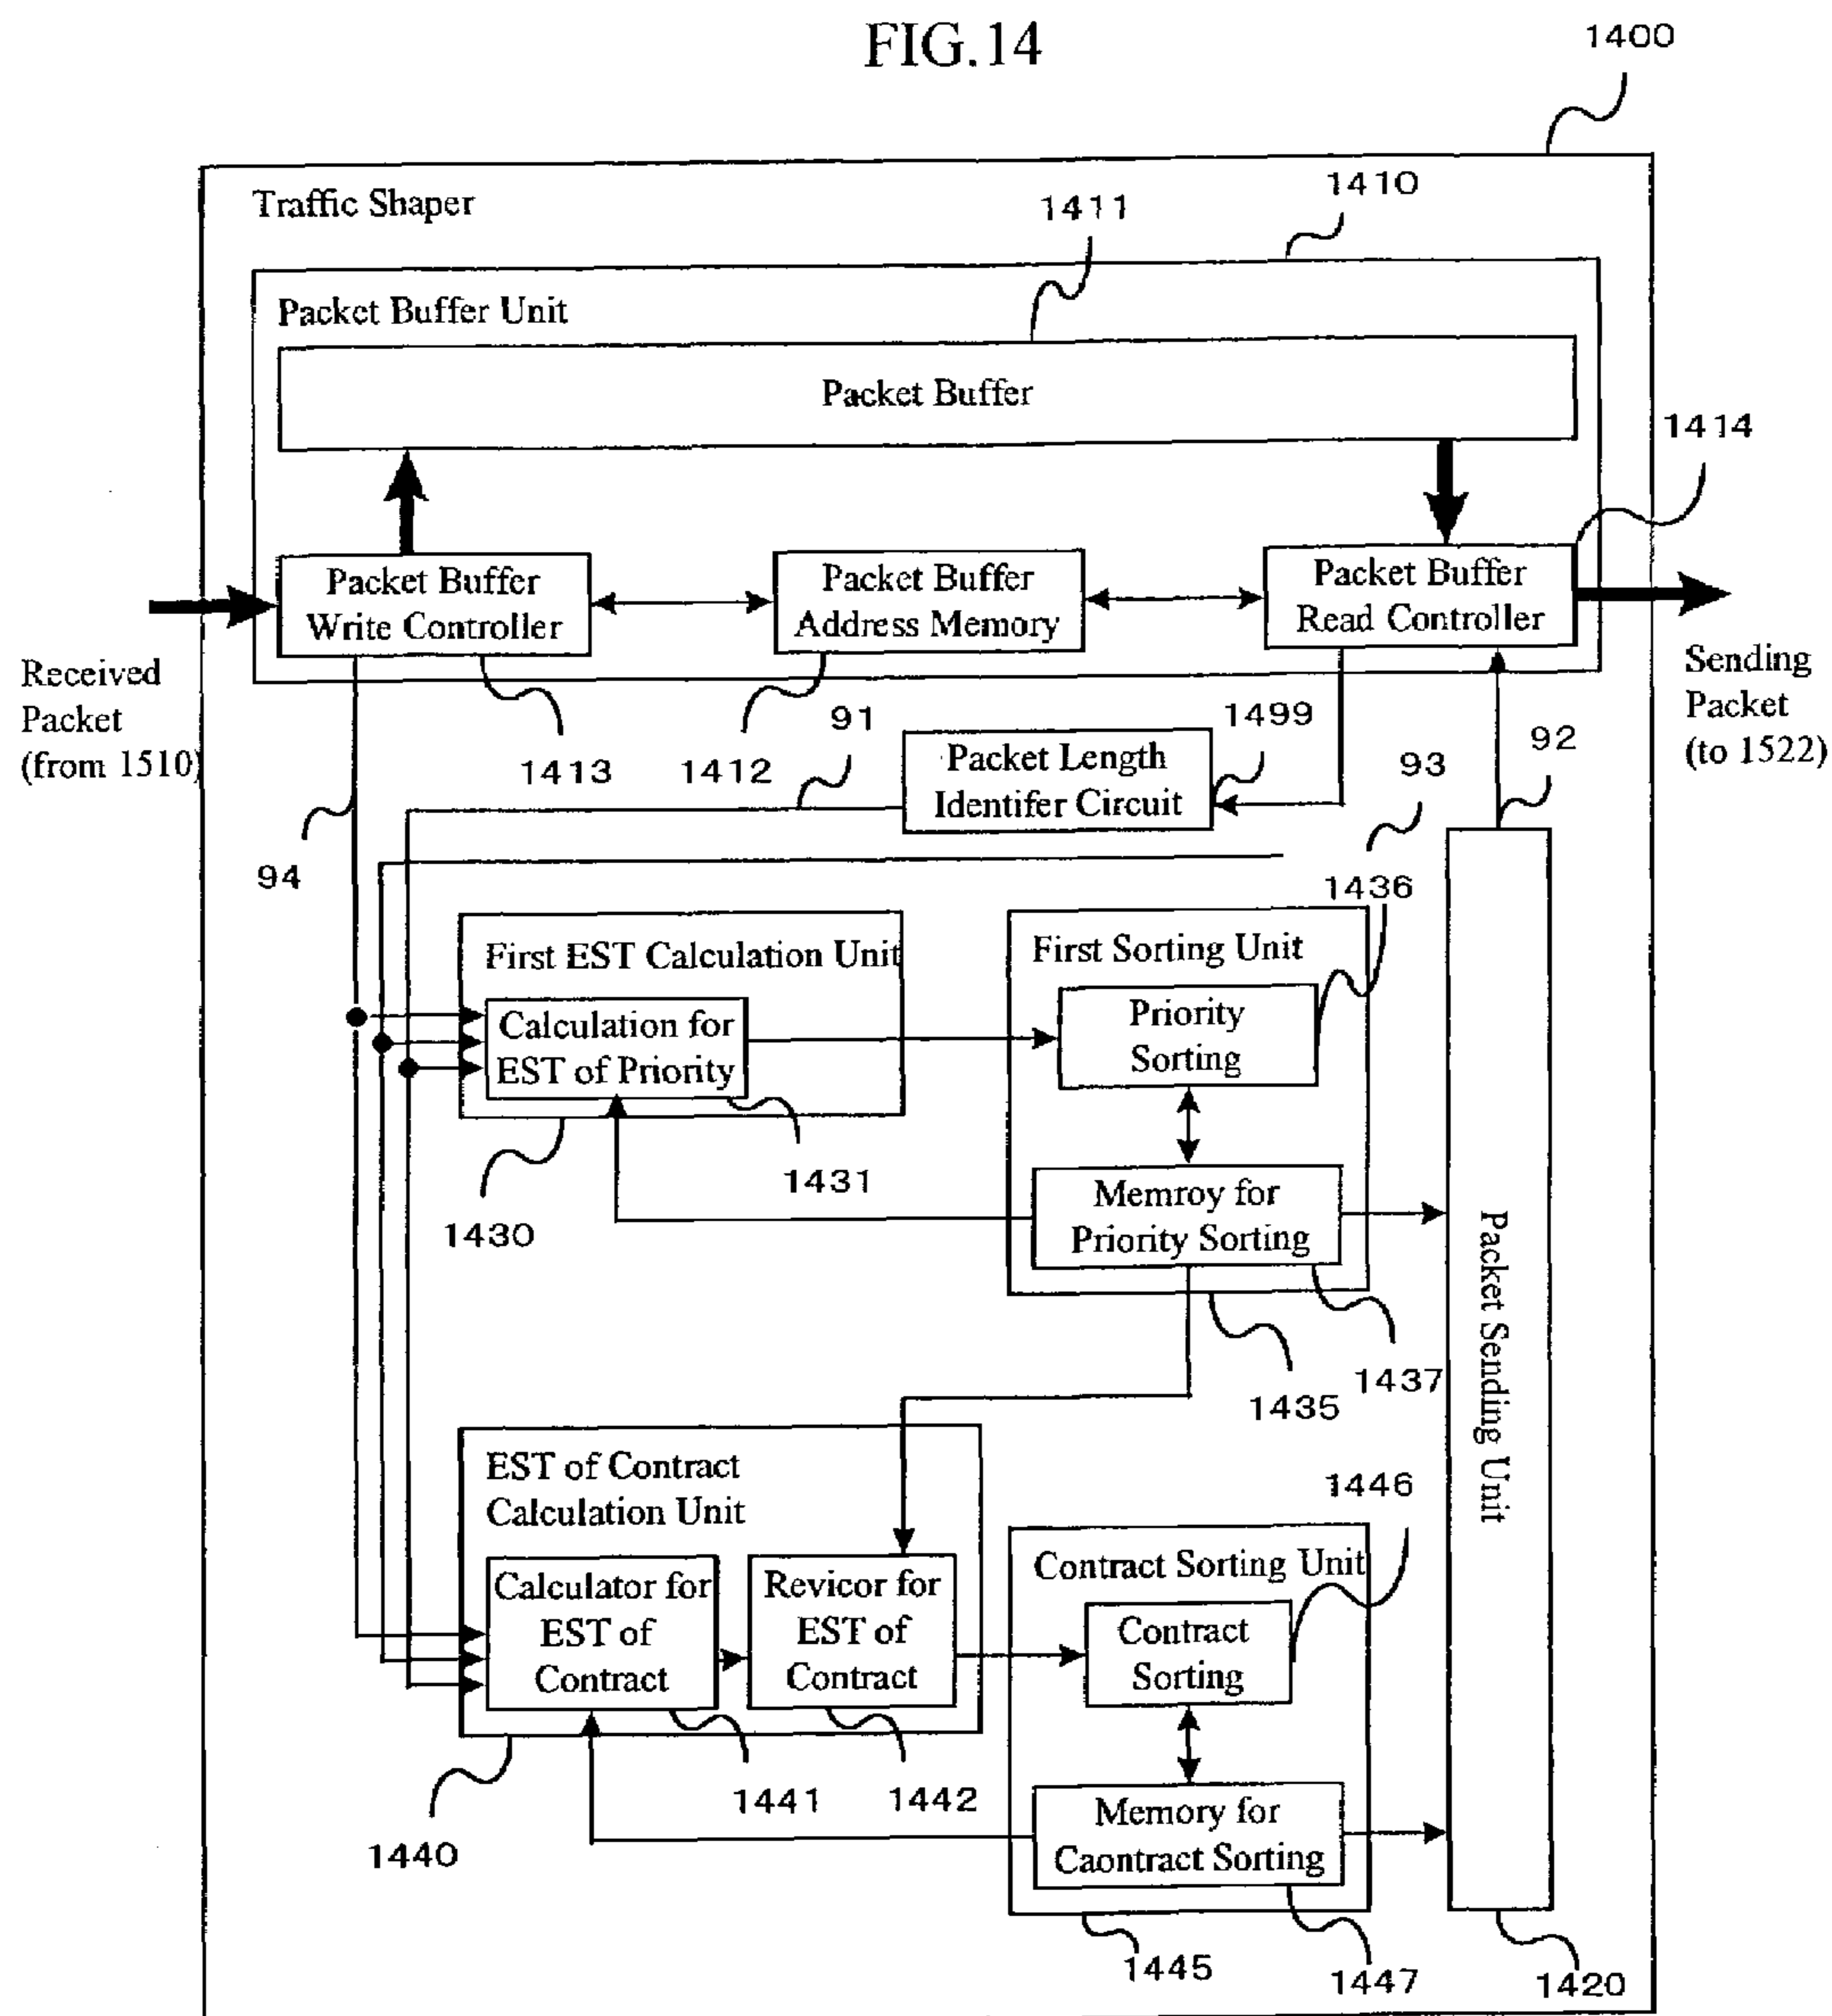 FIG.14
1400
Traffic Shaper
1410
1411
Packet Buffer Unit
Packet Buffer
1414
Packet Buffer
Write Controller
Packet Buffer
Address Memory
Packet Buffer
Read Controller
Received
Packet
(from 1510)
Sending
Packet
(to 1522)
1413
1412
91
1499
93
92
Packet Length
Identifer Circuit
94
1436
First EST Calculation Unit
First Sorting Unit
Calculation for
EST of Priority
Priority
Sorting
1431
1430
Memroy for
Priority Sorting
Packet Sending Unit
1437
1435
EST of Contract
Calculation Unit
1446
Contract Sorting Unit
Calculator for
EST of
Contract
Revicor for
EST of
Contract
Contract
Sorting
1441
1442
1440
Memory for
Caontract Sorting
1445
1447
1420